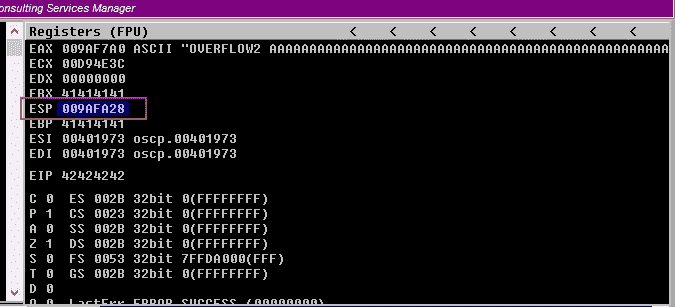 onsulting Services Manager
Registers (FPU) < < < < < < <
EAX 009AF7A0 ASCII "OVERFLOW2 AAAAAAAAAAAAAAAAAAAAAAAAAAAAAAAAAAAAAAAAAAAAAAAAAAA
ECX 00D94E3C
EDX 00000000
EBX 41414141
ESP 009AFA28
EBP 41414141
ESI 00401973 oscp.00401973
EDI 00401973 oscp.00401973
EIP 42424242
C 0 ES 002B 32bit 0(FFFFFFFF)
P 1 CS 0023 32bit 0(FFFFFFFF)
A 0 SS 002B 32bit 0(FFFFFFFF)
Z 1 DS 002B 32bit 0(FFFFFFFF)
S 0 FS 0053 32bit 7FFDA000(FFF)
T 0 GS 002B 32bit 0(FFFFFFFF)
D 0
O 0 LastErr ERROR_SUCCESS (00000000)